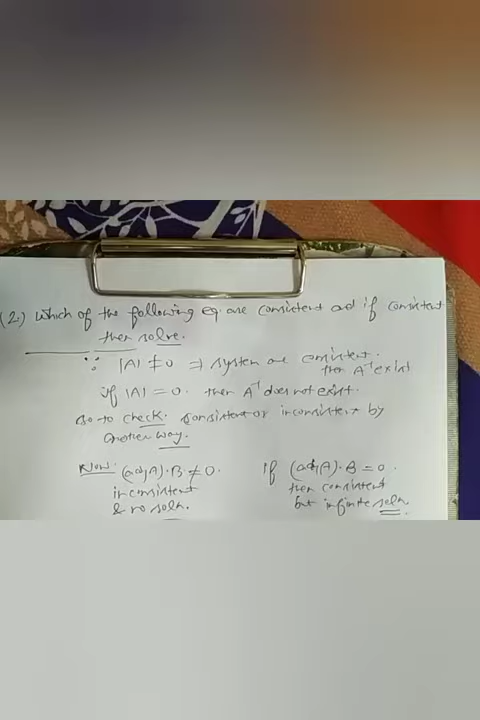 (2.) Which of the following eq. are consistent and if consistent
then solve.
∵ |A| ≠ 0 ⇒ system are consistent.
then A⁻¹ exist
if |A| = 0. then A⁻¹ does not exist.
so to check consistent or inconsistent by
another way.
Now: (adjA)·B ≠ 0.
inconsistent
& no soln.
If (adjA)·B = 0.
then consistent
but infinite soln.